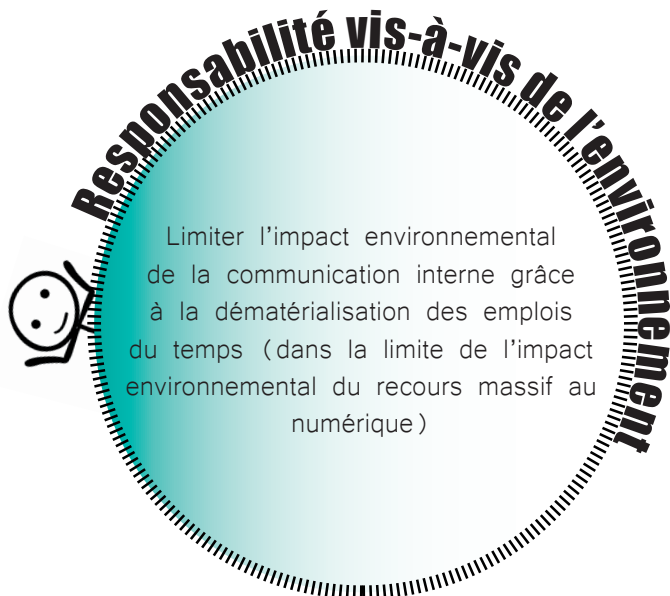 Responsabilité vis-à-vis de l'environnement
Limiter l'impact environnemental
de la communication interne grâce
à la dématérialisation des emplois
du temps (dans la limite de l'impact
environnemental du recours massif au
numérique)